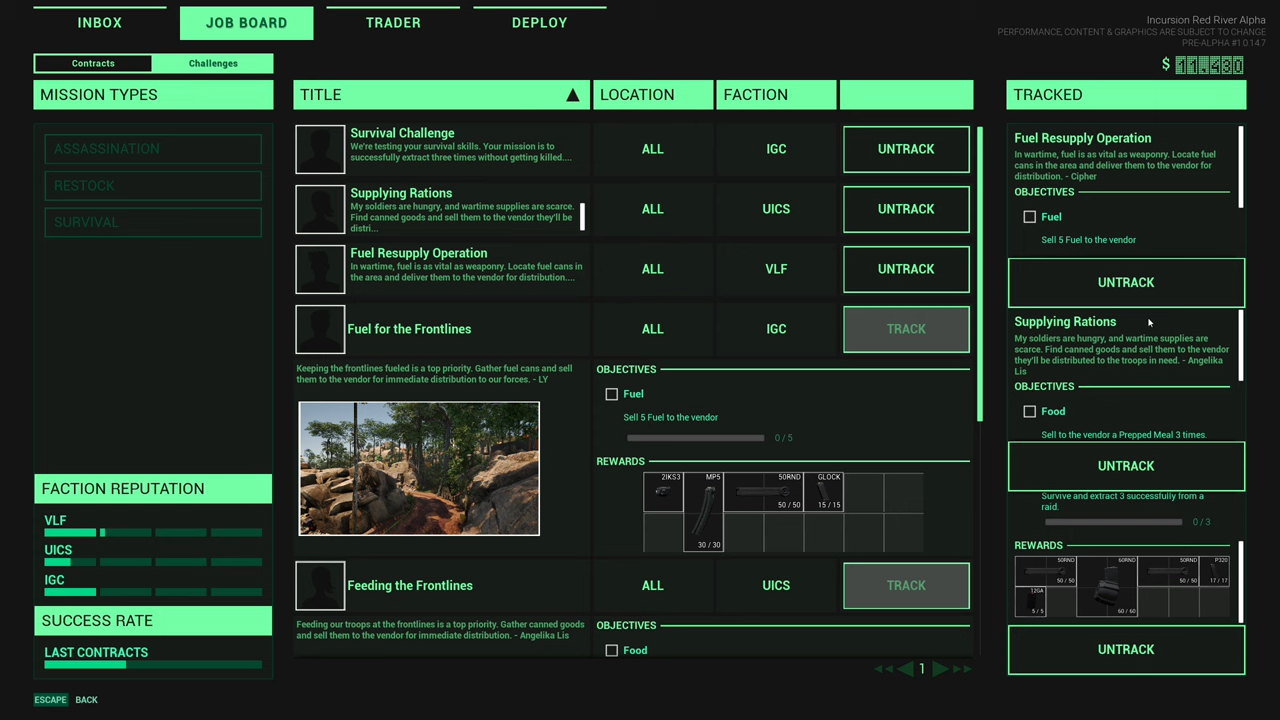 INBOX
JOB BOARD
TRADER
DEPLOY
Incursion Red River Alpha
PERFORMANCE, CONTENT & GRAPHICS ARE SUBJECT TO CHANGE
PRE-ALPHA #1.0.14.7
Contracts
Challenges
$
MISSION TYPES
ASSASSINATION
RESTOCK
SURVIVAL
FACTION REPUTATION
VLF
UICS
IGC
SUCCESS RATE
LAST CONTRACTS
ESCAPE
BACK
TITLE
LOCATION
FACTION
Survival Challenge
We're testing your survival skills. Your mission is to
successfully extract three times without getting killed....
ALL
IGC
UNTRACK
Supplying Rations
My soldiers are hungry, and wartime supplies are scarce.
Find canned goods and sell them to the vendor they'll be
distri...
ALL
UICS
UNTRACK
Fuel Resupply Operation
In wartime, fuel is as vital as weaponry. Locate fuel cans in
the area and deliver them to the vendor for distribution....
ALL
VLF
UNTRACK
Fuel for the Frontlines
ALL
IGC
TRACK
Keeping the frontlines fueled is a top priority. Gather fuel cans and sell
them to the vendor for immediate distribution to our forces. - LY
OBJECTIVES
Fuel
Sell 5 Fuel to the vendor
0 / 5
REWARDS
2IKS3
MP5
30 / 30
50RND
50 / 50
GLOCK
15 / 15
Feeding the Frontlines
ALL
UICS
TRACK
Feeding our troops at the frontlines is a top priority. Gather canned goods
and sell them to the vendor for immediate distribution. - Angelika Lis
OBJECTIVES
Food
1
TRACKED
Fuel Resupply Operation
In wartime, fuel is as vital as weaponry. Locate fuel
cans in the area and deliver them to the vendor for
distribution. - Cipher
OBJECTIVES
Fuel
Sell 5 Fuel to the vendor
UNTRACK
Supplying Rations
My soldiers are hungry, and wartime supplies are
scarce. Find canned goods and sell them to the vendor
they'll be distributed to the troops in need. - Angelika
Lis
OBJECTIVES
Food
Sell to the vendor a Prepped Meal 3 times.
UNTRACK
Survive and extract 3 successfully from a
raid.
0 / 3
REWARDS
50RND
50 / 50
60RND
60 / 60
50RND
50 / 50
P320
17 / 17
12GA
5 / 5
UNTRACK